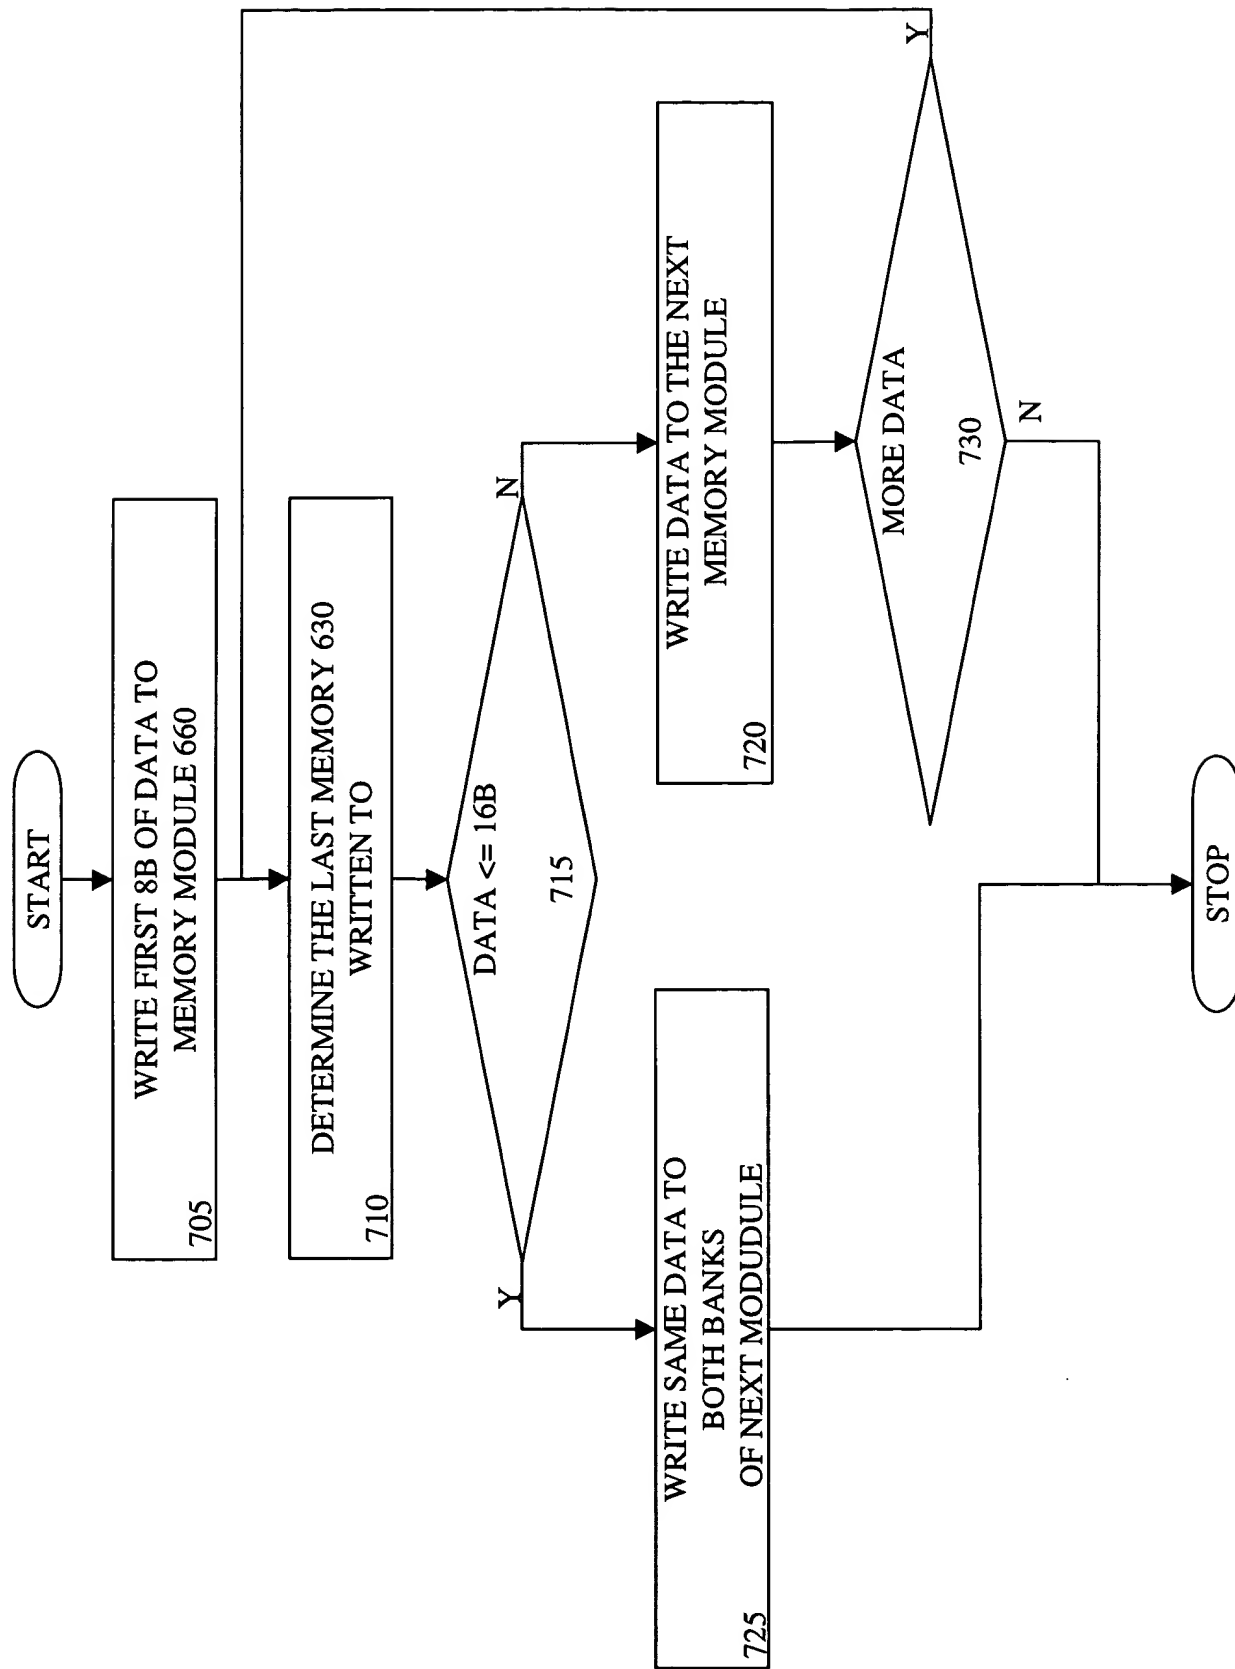 START
WRITE FIRST 8B OF DATA TO
MEMORY MODULE 660
705
DETERMINE THE LAST MEMORY 630
WRITTEN TO
710
DATA <= 16B
715
Y
N
WRITE SAME DATA TO
BOTH BANKS
OF NEXT MODUDULE
725
WRITE DATA TO THE NEXT
MEMORY MODULE
720
MORE DATA
730
Y
N
STOP